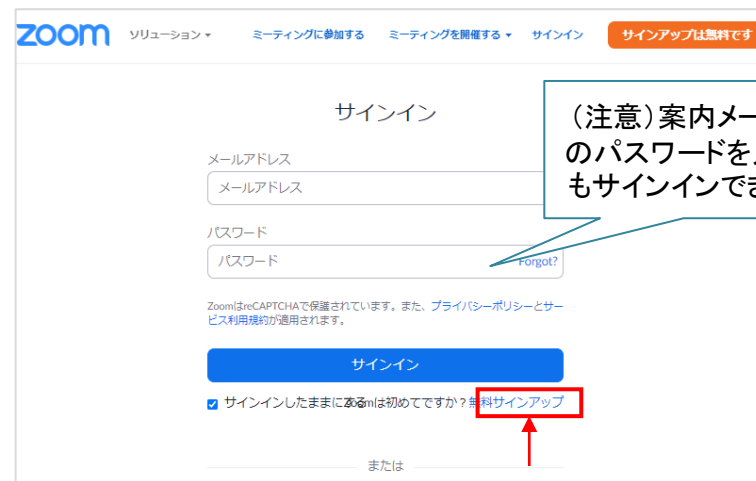 zoom ソリューション ミーティングに参加する ミーティングを開催する サインイン サインアップは無料です
サインイン
（注意）案内メー
のパスワードを
もサインインでき
メールアドレス
メールアドレス
パスワード
パスワード Forgot?
ZoomはreCAPTCHAで保護されています。また、プライバシーポリシーとサー
ビス利用規約が適用されます。
サインイン
サインインしたままにする Zoomは初めてですか？無料サインアップ
または